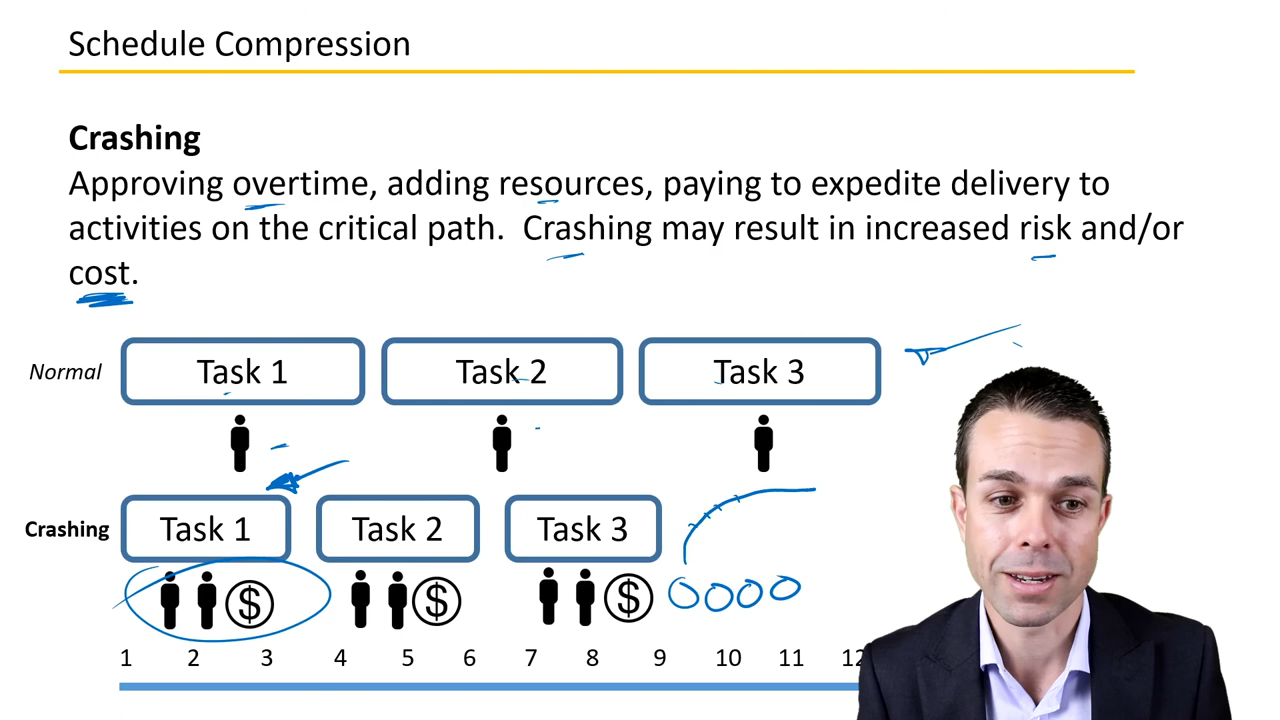 Schedule Compression
Crashing
Approving overtime, adding resources, paying to expedite delivery to
activities on the critical path. Crashing may result in increased risk and/or
cost.
Normal
Task 1
Task 2
Task 3
Crashing
Task 1
Task 2
Task 3
$
$
$
1 2 3 4 5 6 7 8 9 10 11 12